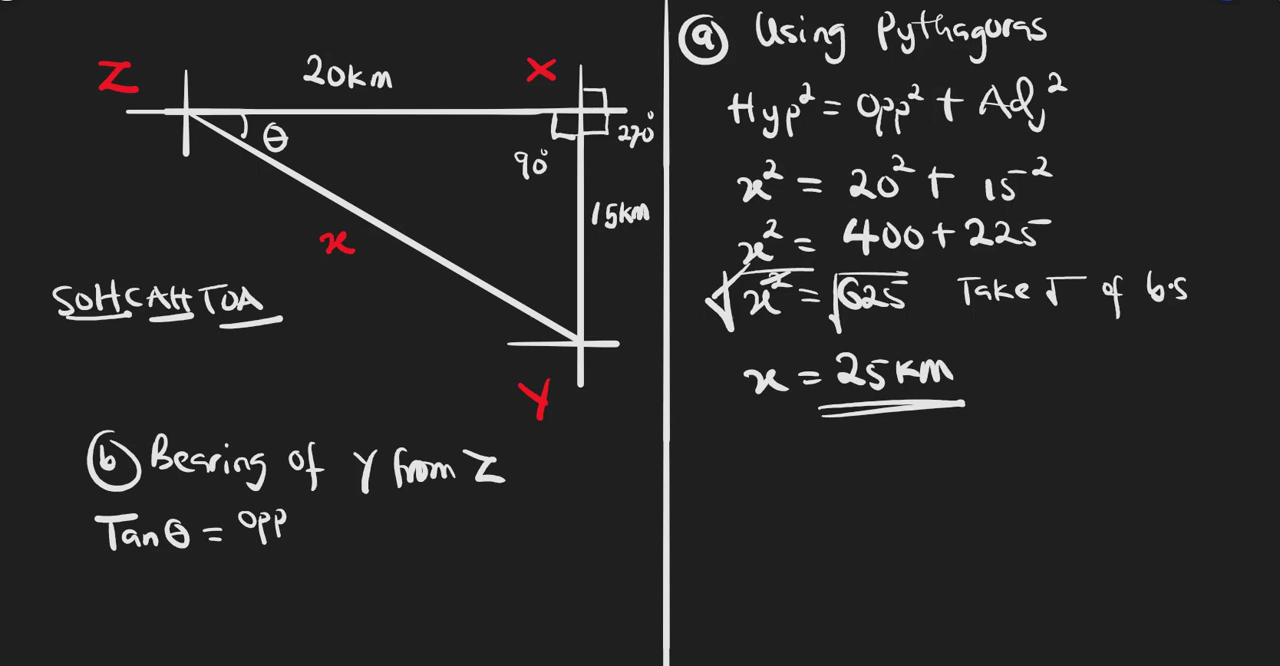 Z 20km X
θ
90° 270°
15km
x
SOHCAHTOA
Y
b Bearing of Y from Z
Tanθ = opp
a Using Pythagoras
Hyp² = Opp² + Adj²
x² = 20² + 15²
x² = 400 + 225
√x² = √625 Take √ of b.s
x = 25km